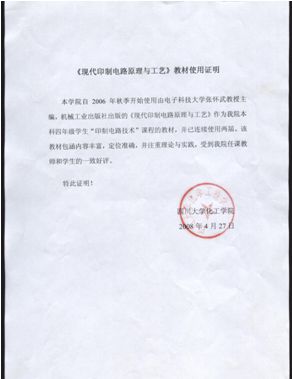 《现代印制电路原理与工艺》教材使用证明
本学院自 2006 年秋季开始使用由电子科技大学张怀武教授主
编，机械工业出版社出版的《现代印制电路原理与工艺》作为我院本
科四年级学生“印制电路技术”课程的教材，并已连续使用两届。该
教材包涵内容丰富，定位准确，并注重理论与实践，受到我院任课教
师和学生的一致好评。
特此证明！
四川大学化工学院
2008 年 4 月 27 日